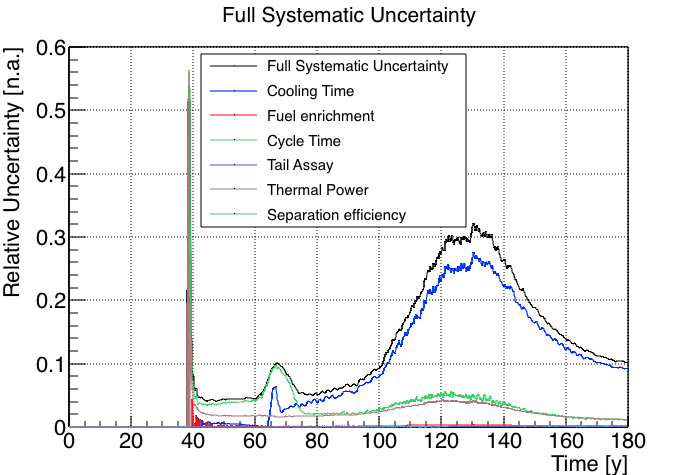 Full Systematic Uncertainty
Relative Uncertainty [n.a.]
0.6
0.5
0.4
0.3
0.2
0.1
0
Full Systematic Uncertainty
Cooling Time
Fuel enrichment
Cycle Time
Tail Assay
Thermal Power
Separation efficiency
0 20 40 60 80 100 120 140 160 180
Time [y]